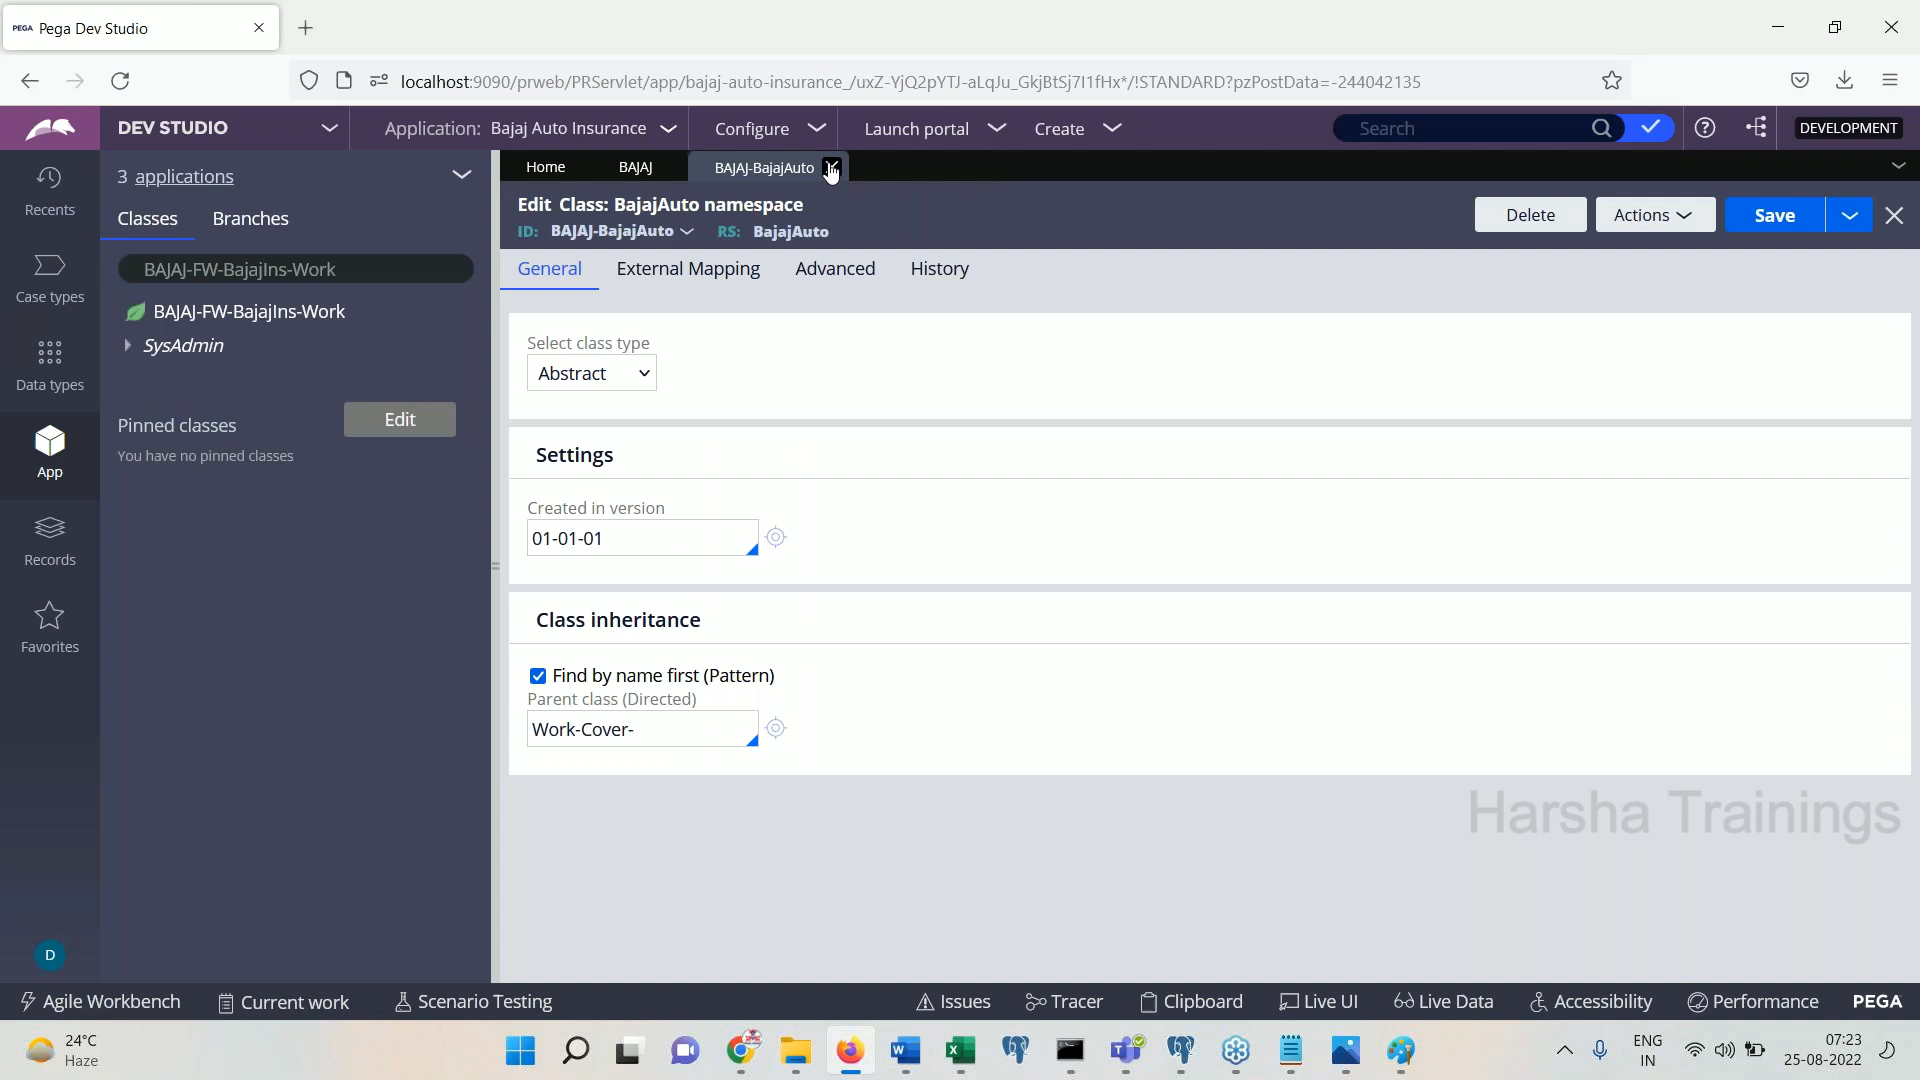 PEGA Pega Dev Studio
localhost:9090/prweb/PRServlet/app/bajaj-auto-insurance_/uxZ-YjQ2pYTJ-aLqJu_GkjBtSj7I1fHx*/!STANDARD?pzPostData=-244042135
DEV STUDIO
Application: Bajaj Auto Insurance
Configure
Launch portal
Create
Search
DEVELOPMENT
Recents
Case types
Data types
App
Records
Favorites
D
3 applications
Classes
Branches
BAJAJ-FW-BajajIns-Work
BAJAJ-FW-BajajIns-Work
SysAdmin
Pinned classes
Edit
You have no pinned classes
Home
BAJAJ
BAJAJ-BajajAuto
Edit Class: BajajAuto namespace
ID: BAJAJ-BajajAuto RS: BajajAuto
Delete
Actions
Save
General
External Mapping
Advanced
History
Select class type
Abstract
Settings
Created in version
01-01-01
Class inheritance
Find by name first (Pattern)
Parent class (Directed)
Work-Cover-
Harsha Trainings
Agile Workbench
Current work
Scenario Testing
Issues
Tracer
Clipboard
Live UI
Live Data
Accessibility
Performance
PEGA
24°C
Haze
ENG
IN
07:23
25-08-2022